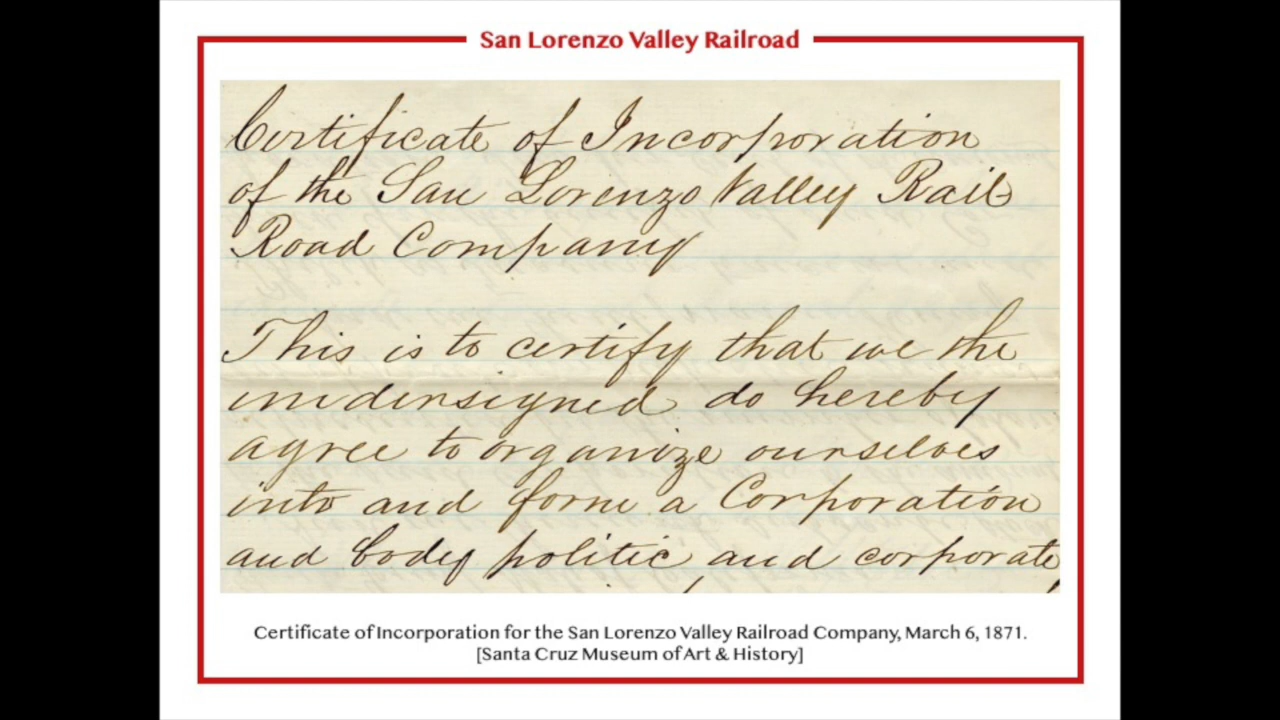 San Lorenzo Valley Railroad
Certificate of Incorporation
of the San Lorenzo Valley Rail
Road Company
This is to certify that we the
undersigned do hereby
agree to organize ourselves
into and form a Corporation
and body politic and corporate,
Certificate of Incorporation for the San Lorenzo Valley Railroad Company, March 6, 1871.
[Santa Cruz Museum of Art & History]